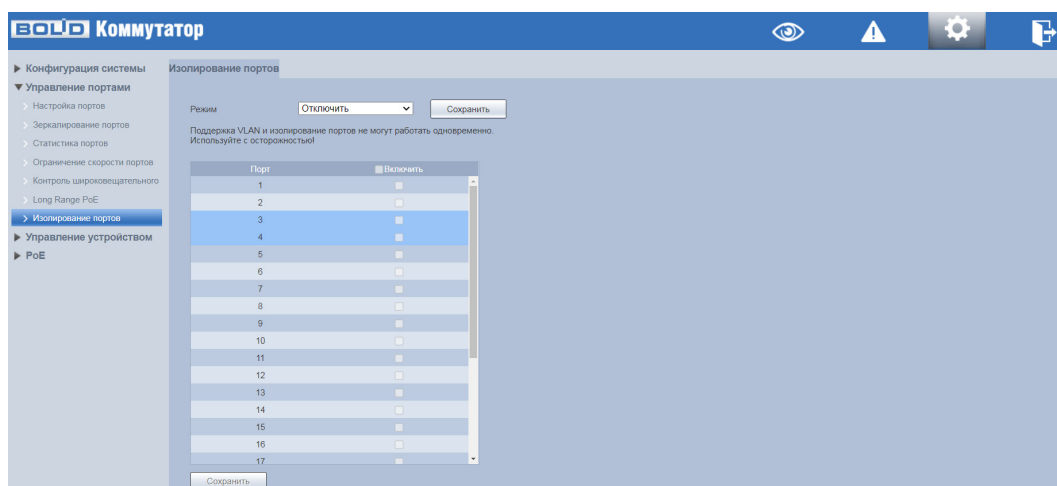 BOLID Коммутатор
Конфигурация системы
Управление портами
Настройка портов
Зеркалирование портов
Статистика портов
Ограничение скорости портов
Контроль широковещательного
Long Range PoE
Изолирование портов
Управление устройством
PoE
Изолирование портов
Режим Отключить Сохранить
Поддержка VLAN и изолирование портов не могут работать одновременно.
Используйте с осторожностью!
Порт Включить
1
2
3
4
5
6
7
8
9
10
11
12
13
14
15
16
17
Сохранить